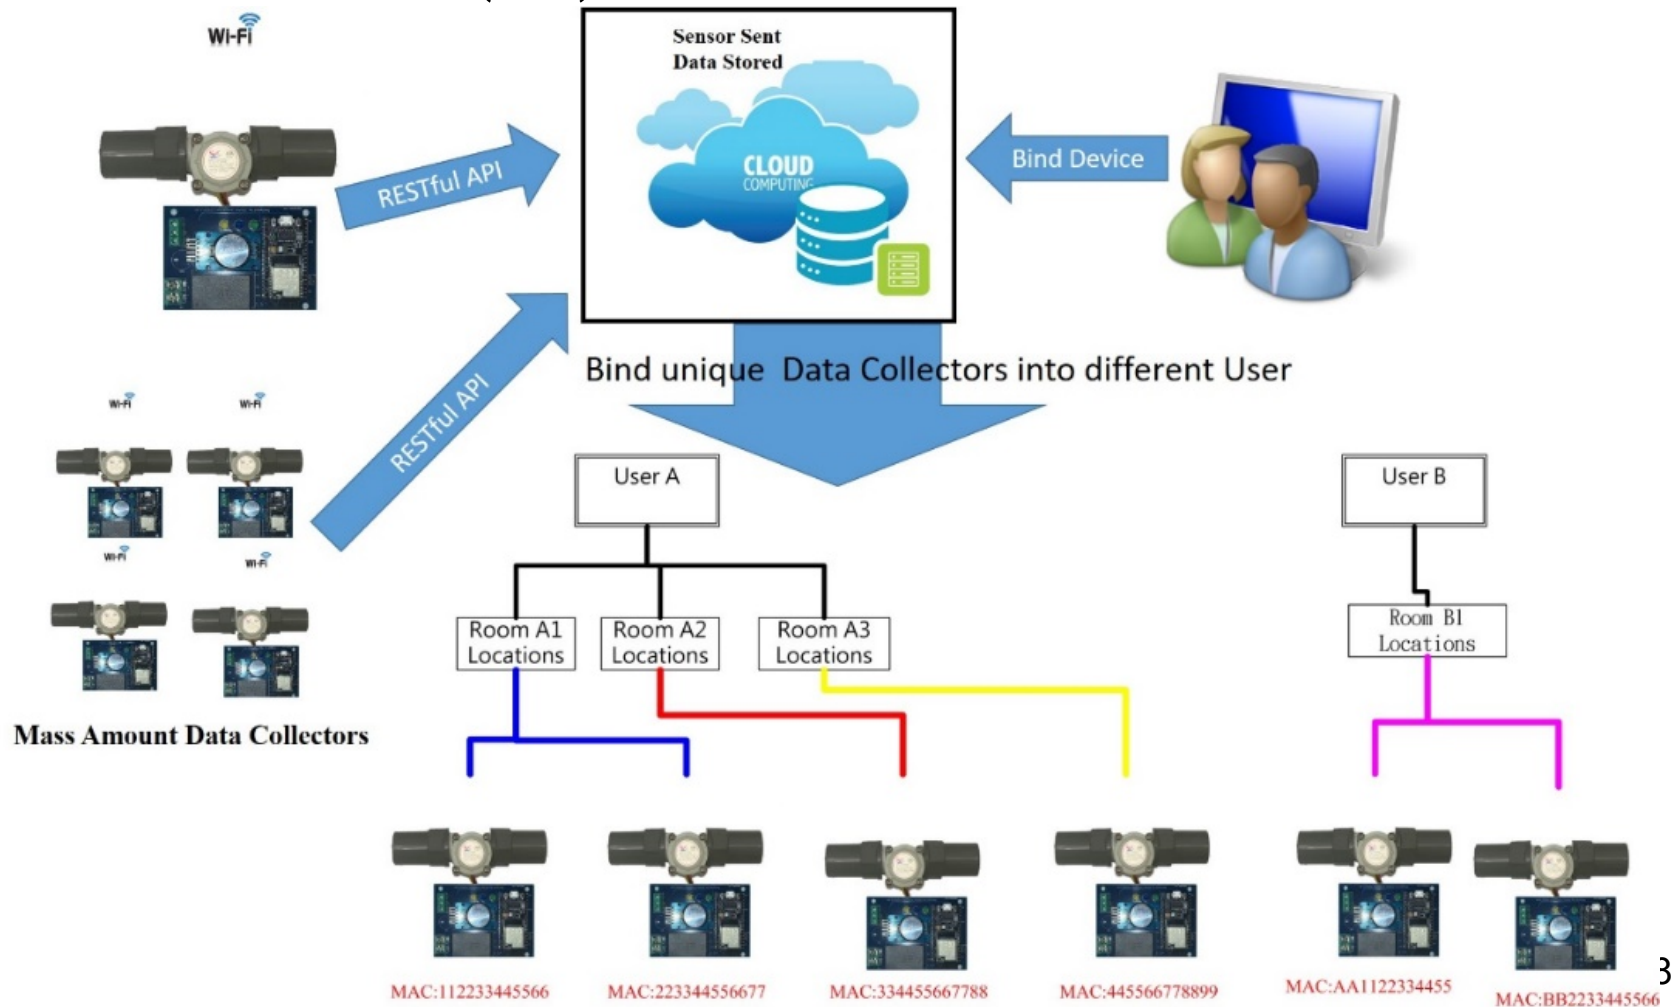 Wi-Fi
Sensor Sent
Data Stored
CLOUD
COMPUTING
RESTful API
Bind Device
RESTful API
Bind unique  Data Collectors into different User
Wi-Fi
Wi-Fi
Wi-Fi
Wi-Fi
Mass Amount Data Collectors
User A
User B
Room A1
Locations
Room A2
Locations
Room A3
Locations
Room B1
Locations
MAC:112233445566
MAC:223344556677
MAC:334455667788
MAC:445566778899
MAC:AA1122334455
MAC:BB2233445566